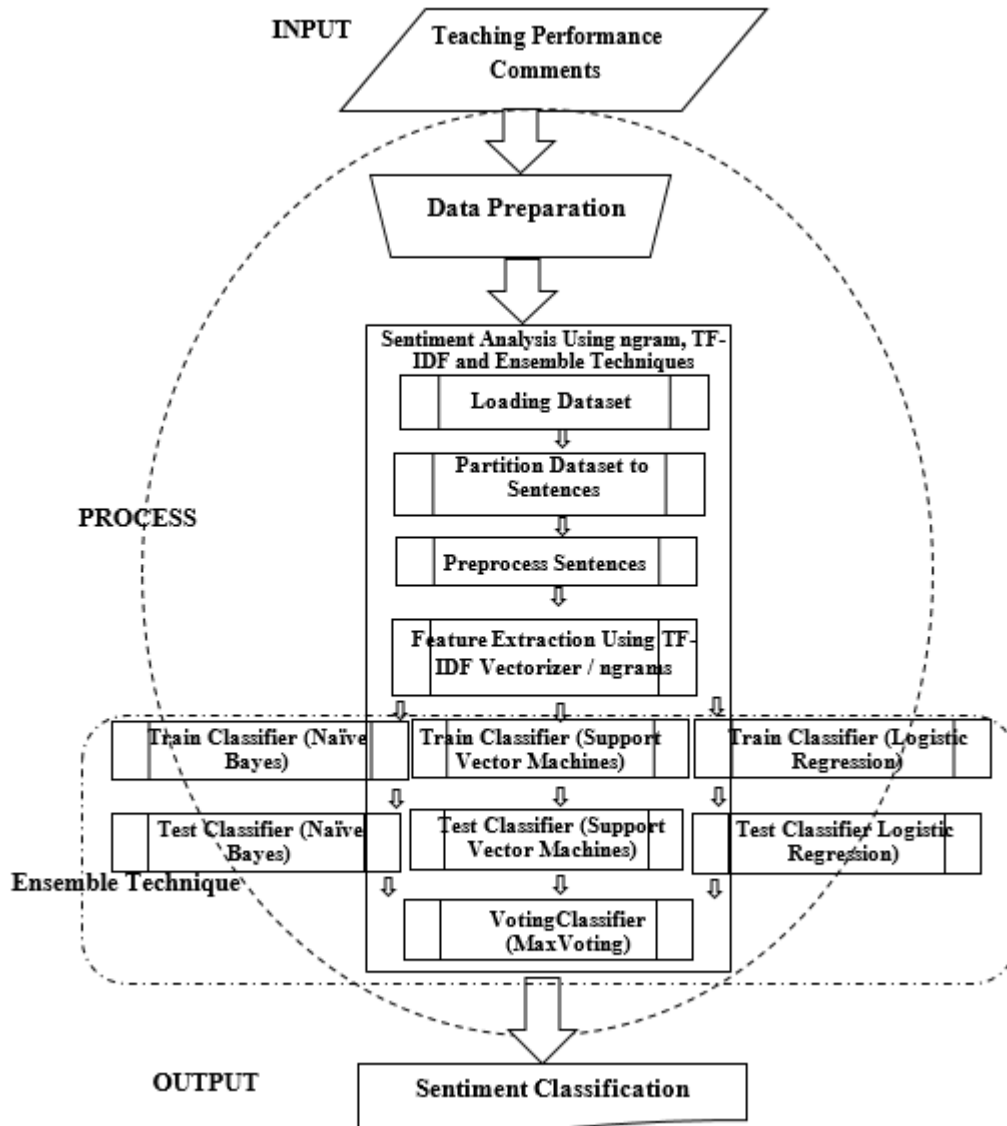 INPUT
Teaching Performance
Comments
Data Preparation
Sentiment Analysis Using ngram, TF-
IDF and Ensemble Techniques
Loading Dataset
Partition Dataset to
Sentences
PROCESS
Preprocess Sentences
Feature Extraction Using TF-
IDF Vectorizer / ngrams
Train Classifier (Naïve
Bayes)
Train Classifier (Support
Vector Machines)
Train Classifier (Logistic
Regression)
Test Classifier (Naïve
Bayes)
Test Classifier (Support
Vector Machines)
Test Classifier Logistic
Regression)
Ensemble Technique
VotingClassifier
(MaxVoting)
OUTPUT
Sentiment Classification